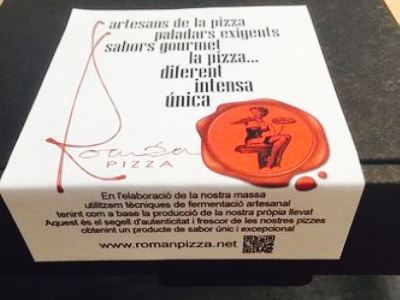 artesans de la pizza
paladars exigents
sabors gourmet
la pizza...
diferent
intensa
única
Román
PIZZA
En l'elaboració de la nostra massa
utilitzem tècniques de fermentació artesanal
tenint com a base la producció de la nostra pròpia llevat
Aquest és el segell d'autenticitat i frescor de les nostres pizzes
obtenint un producte de sabor únic i excepcional
www.romanpizza.net